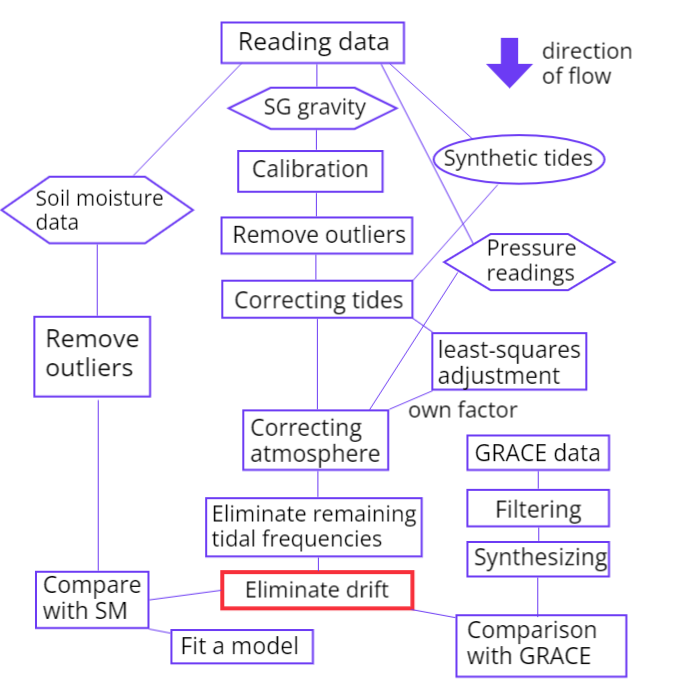 Reading data
direction
of flow
SG gravity
Synthetic tides
Calibration
Soil moisture
data
Remove outliers
Pressure
readings
Correcting tides
Remove
outliers
least-squares
adjustment
own factor
Correcting
atmosphere
GRACE data
Filtering
Eliminate remaining
tidal frequencies
Synthesizing
Compare
with SM
Eliminate drift
Comparison
with GRACE
Fit a model